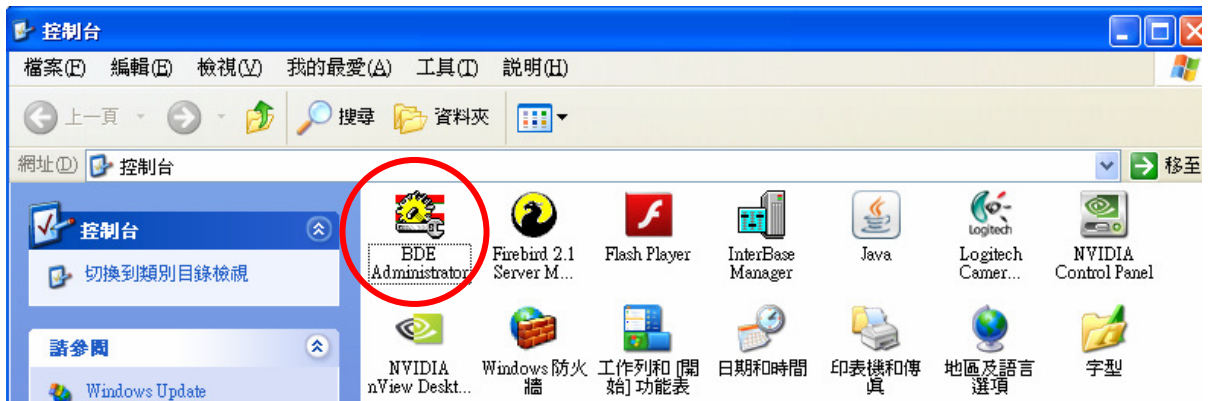 控制台
檔案(F) 編輯(E) 檢視(V) 我的最愛(A) 工具(T) 說明(H)
上一頁 搜尋 資料夾
網址(D) 控制台 移至
控制台
切換到類別目錄檢視
請參閱
Windows Update
BDE
Administrator
Firebird 2.1
Server M...
Flash Player
InterBase
Manager
Java
Logitech
Logitech
Camer...
NVIDIA
Control Panel
NVIDIA
nView Deskt...
Windows 防火
牆
工作列和 [開
始] 功能表
日期和時間
印表機和傳
真
地區及語言
選項
字型